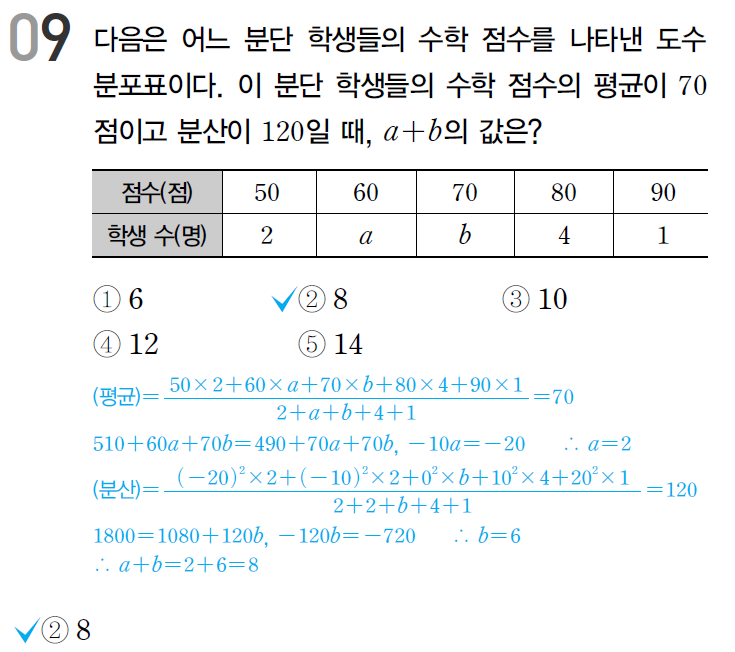 09 다음은 어느 분단 학생들의 수학 점수를 나타낸 도수
분포표이다. 이 분단 학생들의 수학 점수의 평균이 70
점이고 분산이 120일 때, a+b의 값은?
점수(점) 50 60 70 80 90
학생 수(명) 2 a b 4 1
① 6 ✓② 8 ③ 10
④ 12 ⑤ 14
(평균)=\frac{50×2+60×a+70×b+80×4+90×1}{2+a+b+4+1}=70
510+60a+70b=490+70a+70b, -10a=-20 ∴ a=2
(분산)=\frac{(-20)²×2+(-10)²×2+0²×b+10²×4+20²×1}{2+2+b+4+1}=120
1800=1080+120b, -120b=-720 ∴ b=6
∴ a+b=2+6=8
✓② 8